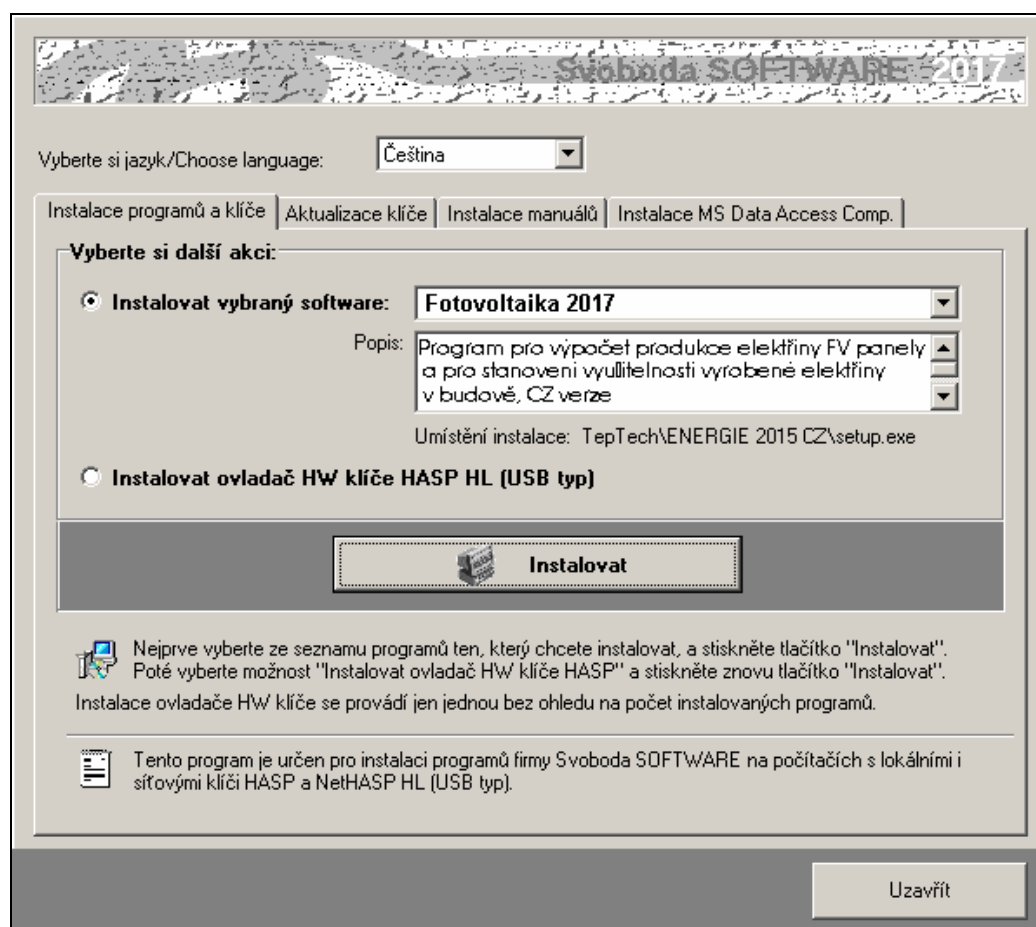 Svoboda SOFTWARE 2017
Vyberte si jazyk/Choose language:
Čeština
Instalace programů a klíče
Aktualizace klíče
Instalace manuálů
Instalace MS Data Access Comp.
Vyberte si další akci:
Instalovat vybraný software:
Fotovoltaika 2017
Popis:
Program pro výpočet produkce elektřiny FV panely
a pro stanovení vyu▯itelnosti vyrobené elektřiny
v budově, CZ verze
Umístění instalace: TepTech\ENERGIE 2015 CZ\setup.exe
Instalovat ovladač HW klíče HASP HL (USB typ)
Instalovat
Nejprve vyberte ze seznamu programů ten, který chcete instalovat, a stiskněte tlačítko "Instalovat".
Poté vyberte možnost "Instalovat ovladač HW klíče HASP" a stiskněte znovu tlačítko "Instalovat".
Instalace ovladače HW klíče se provádí jen jednou bez ohledu na počet instalovaných programů.
Tento program je určen pro instalaci programů firmy Svoboda SOFTWARE na počítačích s lokálními i
síťovými klíči HASP a NetHASP HL (USB typ).
Uzavřít